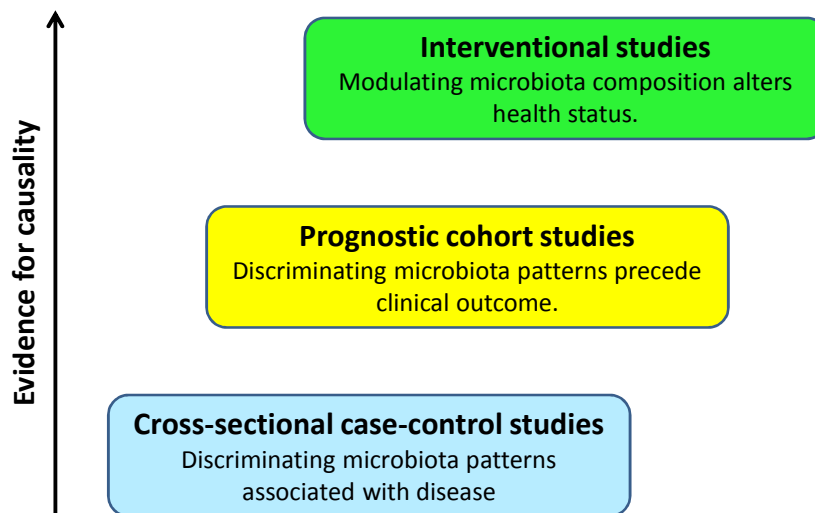 Interventional studies
Modulating microbiota composition alters
health status.
Prognostic cohort studies
Discriminating microbiota patterns precede
clinical outcome.
Cross-sectional case-control studies
Discriminating microbiota patterns
associated with disease
Evidence for causality